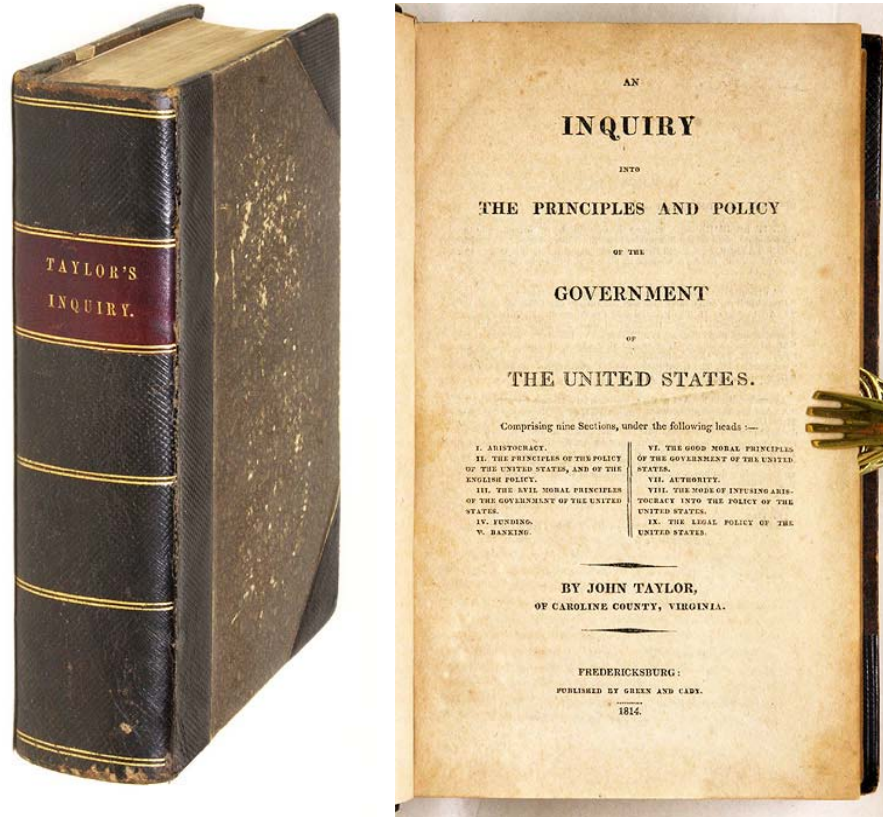 TAYLOR'S
INQUIRY.
AN
INQUIRY
INTO
THE PRINCIPLES AND POLICY
OF THE
GOVERNMENT
OF
THE UNITED STATES.
Comprising nine Sections, under the following heads :—
I. ARISTOCRACY.
II. THE PRINCIPLES OF THE POLICY
OF THE UNITED STATES, AND OF THE
ENGLISH POLICY.
III. THE EVIL MORAL PRINCIPLES
OF THE GOVERNMENT OF THE UNITED
STATES.
IV. FUNDING.
V. BANKING.
VI. THE GOOD MORAL PRINCIPLES
OF THE GOVERNMENT OF THE UNITED
STATES.
VII. AUTHORITY.
VIII. THE MODE OF INFUSING ARIS-
TOCRACY INTO THE POLICY OF THE
UNITED STATES.
IX. THE LEGAL POLICY OF THE
UNITED STATES.
BY JOHN TAYLOR,
OF CAROLINE COUNTY, VIRGINIA.
FREDERICKSBURG:
PUBLISHED BY GREEN AND CADY.
1814.